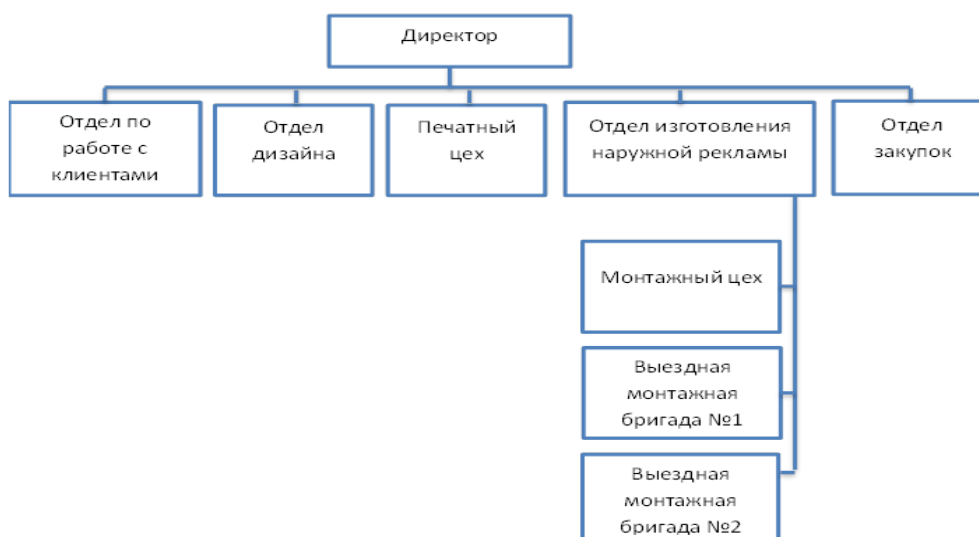 Директор
Отдел по
работе с
клиентами
Отдел
дизайна
Печатный
цех
Отдел изготовления
наружной рекламы
Отдел
закупок
Монтажный цех
Выездная
монтажная
бригада №1
Выездная
монтажная
бригада №2